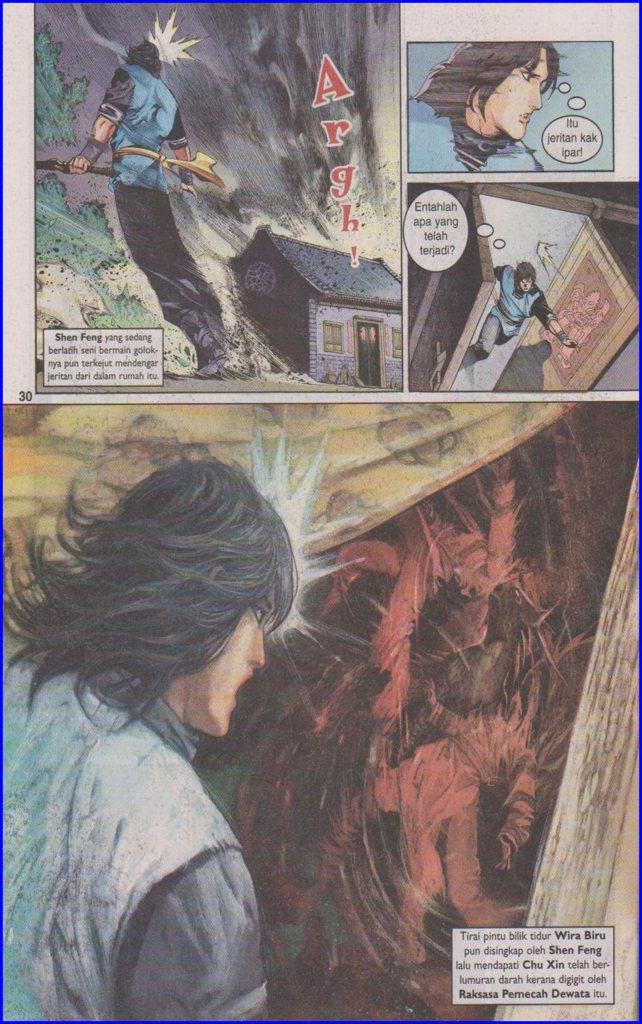 Argh!
Itu
jeritan kak
ipar!
Entahlah
apa yang
telah
terjadi?
Shen Feng yang sedang
berlatih seni bermain golok-
nya pun terkejut mendengar
jeritan dari dalam rumah itu.
30
Tirai pintu bilik tidur Wira Biru
pun disingkap oleh Shen Feng
lalu mendapati Chu Xin telah ber-
lumuran darah kerana digigit oleh
Raksasa Pemecah Dewata itu.